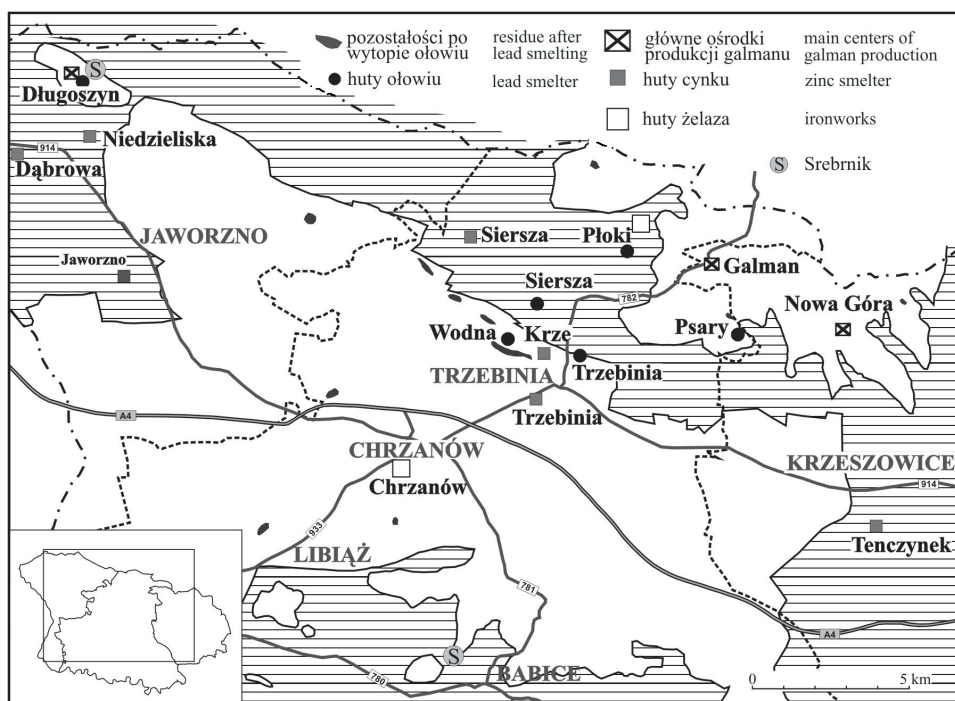 pozostałości po
wytopie ołowiu
residue after
lead smelting
główne ośrodki
produkcji galmanu
main centers of
galman production
huty ołowiu
lead smelter
huty cynku
zinc smelter
huty żelaza
ironworks
S
Srebrnik
S
Długoszyn
914
Niedzieliska
Dąbrowa
JAWORZNO
Siersza
Płoki
Jaworzno
Galman
Siersza
782
Nowa Góra
Wodna
Krze
Psary
TRZEBINIA
Trzebinia
A4
Trzebinia
CHRZANÓW
KRZESZOWICE
Chrzanów
914
933
Tenczynek
LIBIĄŻ
781
A4
S
780
BABICE
0
5 km